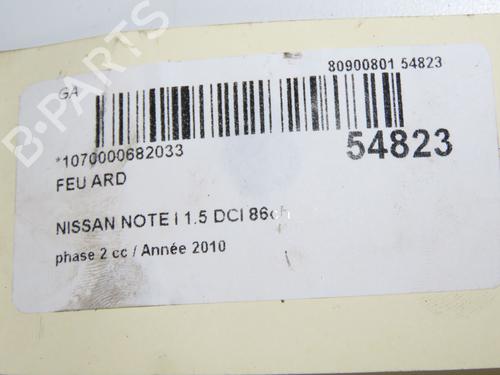 GA
80900801 54823
*1070000682033
54823
FEU ARD
NISSAN NOTE I 1.5 DCI 86ch
phase 2 cc / Année 2010
B-PARTS